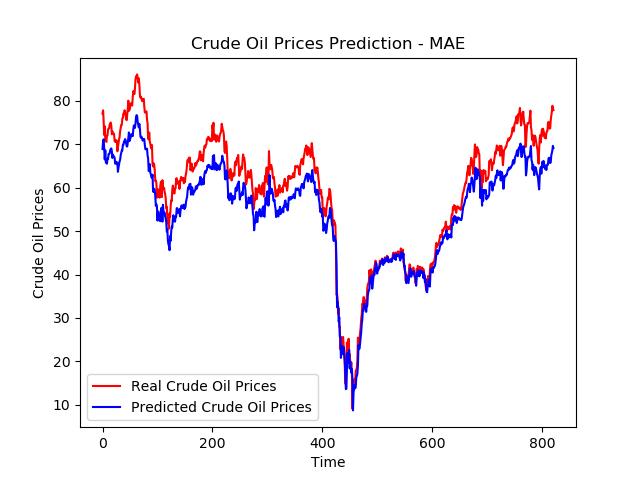 Crude Oil Prices Prediction - MAE
Crude Oil Prices
80
70
60
50
40
30
20
10
Real Crude Oil Prices
Predicted Crude Oil Prices
0
200
400
600
800
Time